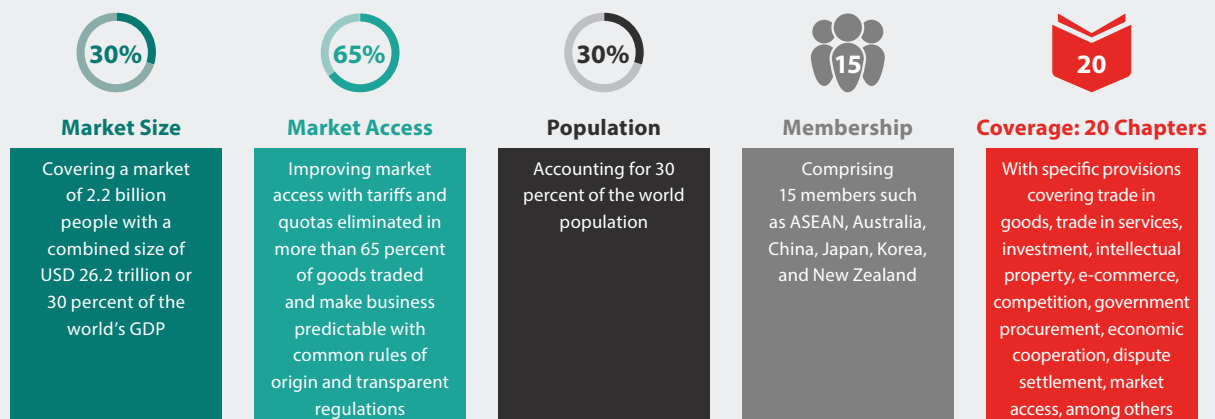 30%
Market Size
Covering a market
of 2.2 billion
people with a
combined size of
USD 26.2 trillion or
30 percent of the
world’s GDP
65%
Market Access
Improving market
access with tariffs and
quotas eliminated in
more than 65 percent
of goods traded
and make business
predictable with
common rules of
origin and transparent
regulations
30%
Population
Accounting for 30
percent of the world
population
15
Membership
Comprising
15 members such
as ASEAN, Australia,
China, Japan, Korea,
and New Zealand
20
Coverage: 20 Chapters
With specific provisions
covering trade in
goods, trade in services,
investment, intellectual
property, e-commerce,
competition, government
procurement, economic
cooperation, dispute
settlement, market
access, among others